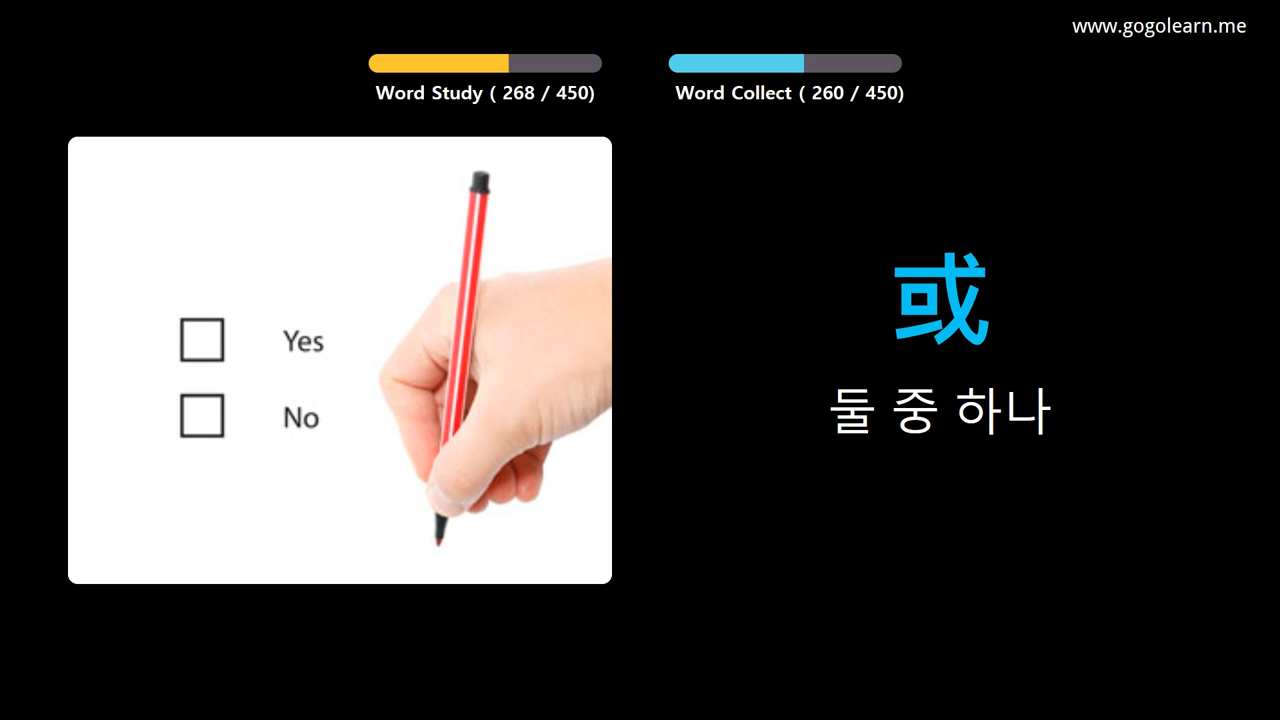 www.gogolearn.me
Word Study ( 268 / 450)
Word Collect ( 260 / 450)
Yes
No
或
둘 중 하나